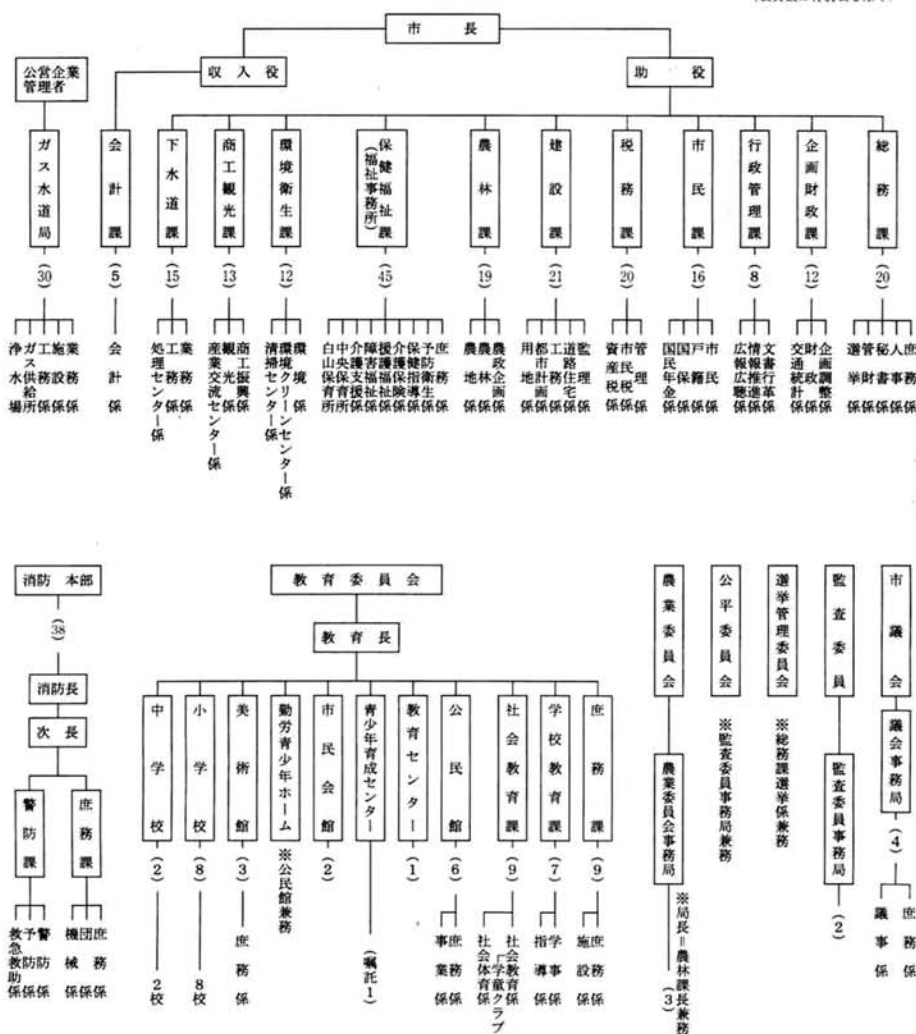 市長
収入役
助役
公営企業
管理者
総務課
(20)
庶務係
人事係
秘書係
管財係
選挙係
企画財政課
(12)
企画調整係
財政係
交通統計係
行政管理課
(8)
文書行革係
情報推進係
広報広聴係
市民課
(16)
市民係
戸籍係
国保係
国民年金係
税務課
(20)
管理係
市民税係
資産税係
建設課
(21)
監理係
道路住宅係
工務係
都市計画係
用地係
農林課
(19)
農政企画係
農林係
農地係
保健福祉課
(福祉事務所)
(45)
庶務係
予防衛生係
保健指導係
介護保険係
援護福祉係
障害福祉係
介護支援係
中央保育所
白山保育所
環境衛生課
(12)
環境係
環境クリーンセンター係
清掃センター係
商工観光課
(13)
商工振興係
観光係
産業交流センター係
下水道課
(15)
業務係
工務係
処理センター係
会計課
(5)
会計係
ガス水道局
(30)
業務係
施設係
工務係
ガス供給所
浄水場
市議会
議会事務局
(4)
庶務係
議事係
監査委員
監査委員事務局
(2)
選挙管理委員会
※総務課選挙係兼務
公平委員会
※監査委員事務局兼務
農業委員会
農業委員会事務局
※局長=農林課長兼務
(3)
教育委員会
教育長
庶務課
(9)
庶務係
施設係
学校教育課
(7)
学事係
指導係
社会教育課
(9)
社会教育係
「学童クラブ
社会体育係
公民館
(6)
庶務係
事業係
教育センター
(1)
青少年育成センター
(嘱託1)
市民会館
(2)
勤労青少年ホーム
※公民館兼務
美術館
(3)
庶務係
小学校
(8)
8校
中学校
(2)
2校
消防本部
(38)
消防長
次長
庶務課
庶務係
団係
機械係
警防課
警防係
予防係
救急救助係